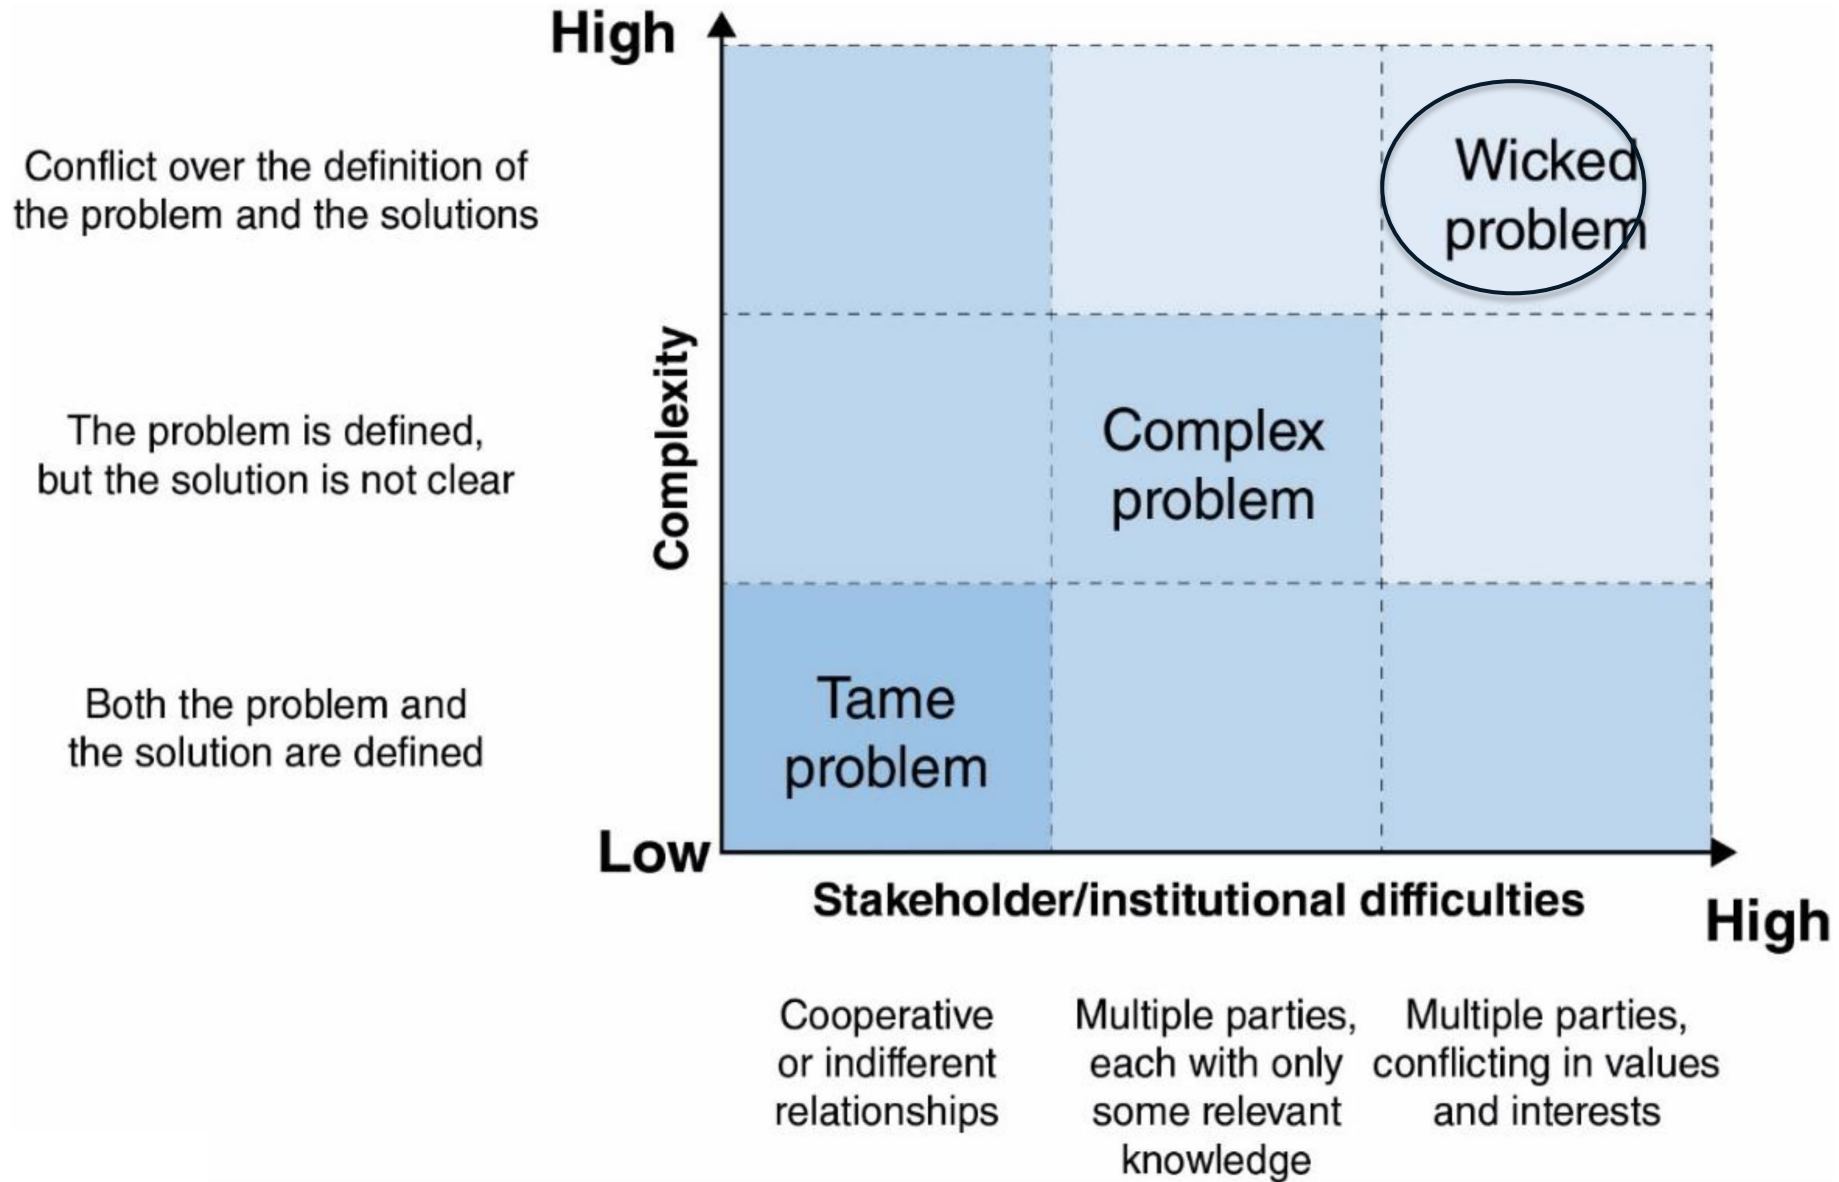 High
Conflict over the definition of
the problem and the solutions
Wicked
problem
Complexity
The problem is defined,
but the solution is not clear
Complex
problem
Both the problem and
the solution are defined
Tame
problem
Low
Stakeholder/institutional difficulties
High
Cooperative
or indifferent
relationships
Multiple parties,
each with only
some relevant
knowledge
Multiple parties,
conflicting in values
and interests